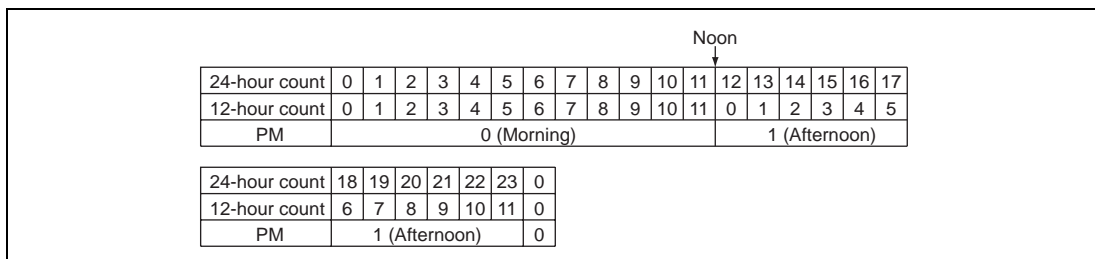 Noon
24-hour count 0 1 2 3 4 5 6 7 8 9 10 11 12 13 14 15 16 17
12-hour count 0 1 2 3 4 5 6 7 8 9 10 11 0 1 2 3 4 5
PM 0 (Morning) 1 (Afternoon)
24-hour count 18 19 20 21 22 23 0
12-hour count 6 7 8 9 10 11 0
PM 1 (Afternoon) 0